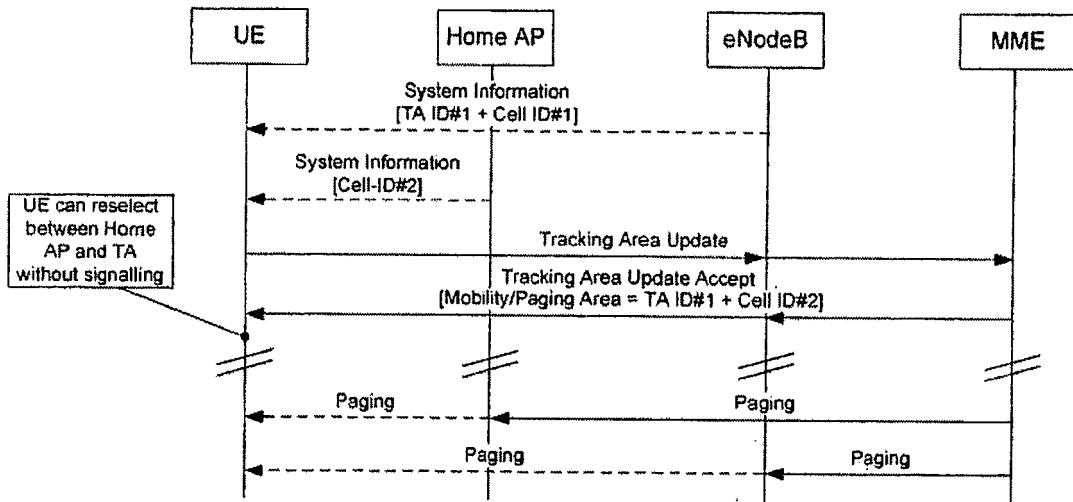 UE
Home AP
eNodeB
MME
System Information
[TA ID#1 + Cell ID#1]
System Information
[Cell-ID#2]
UE can reselect
between Home
AP and TA
without signalling
Tracking Area Update
Tracking Area Update Accept
[Mobility/Paging Area = TA ID#1 + Cell ID#2]
Paging
Paging
Paging
Paging